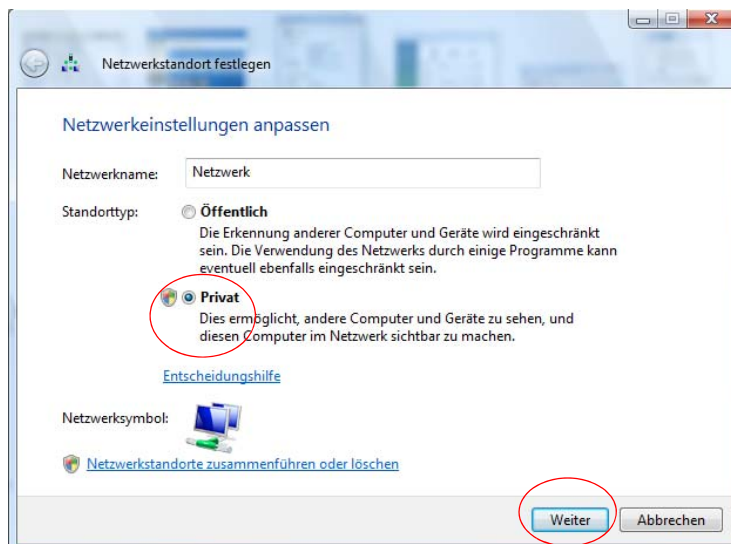 Netzwerkstandort festlegen
Netzwerkeinstellungen anpassen
Netzwerkname: Netzwerk
Standorttyp: Öffentlich
Die Erkennung anderer Computer und Geräte wird eingeschränkt
sein. Die Verwendung des Netzwerks durch einige Programme kann
eventuell ebenfalls eingeschränkt sein.
Privat
Dies ermöglicht, andere Computer und Geräte zu sehen, und
diesen Computer im Netzwerk sichtbar zu machen.
Entscheidungshilfe
Netzwerksymbol:
Netzwerkstandorte zusammenführen oder löschen
Weiter Abbrechen